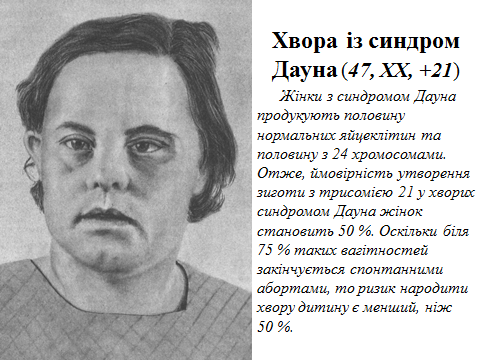 Хвора із синдром
Дауна (47, XX, +21)
Жінки з синдромом Дауна
продукують половину
нормальних яйцеклітин та
половину з 24 хромосомами.
Отже, ймовірність утворення
зиготи з трисомією 21 у хворих
синдромом Дауна жінок
становить 50 %. Оскільки біля
75 % таких вагітностей
закінчується спонтанними
абортами, то ризик народити
хвору дитину є менший, ніж
50 %.